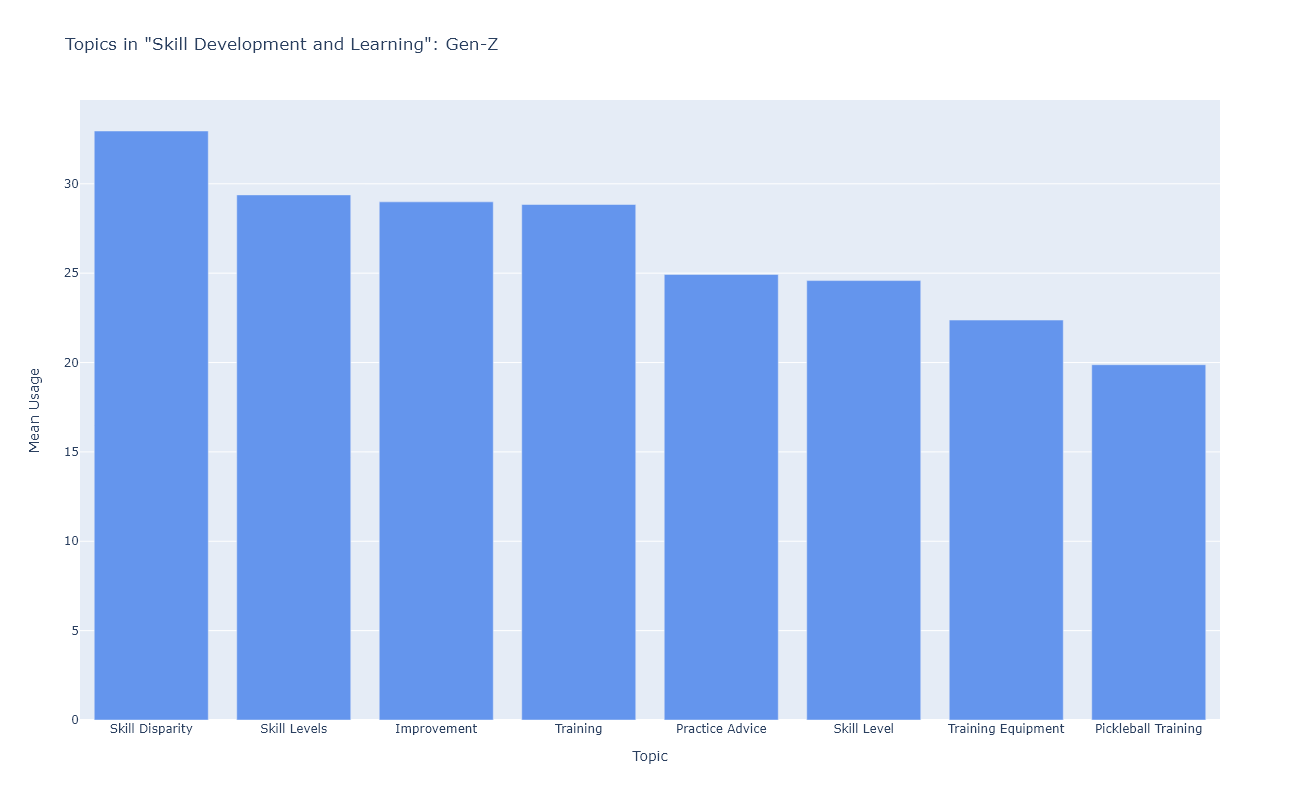 Topics in "Skill Development and Learning": Gen-Z
Mean Usage
30
25
20
15
10
5
0
Skill Disparity Skill Levels Improvement Training Practice Advice Skill Level Training Equipment Pickleball Training
Topic